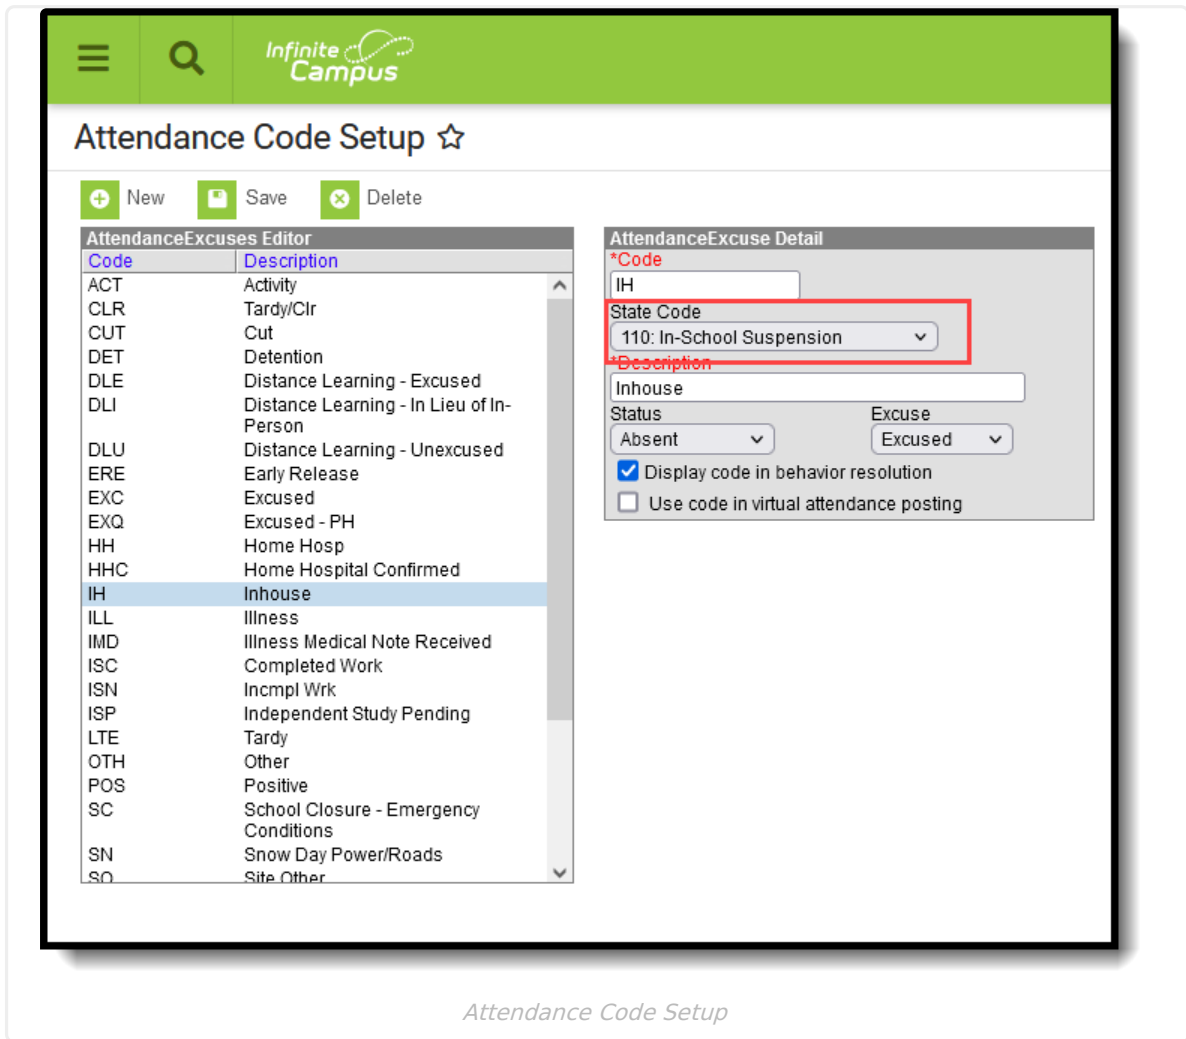 Infinite
Campus
Attendance Code Setup
New Save Delete
AttendanceExcuses Editor
Code Description
ACT Activity
CLR Tardy/Clr
CUT Cut
DET Detention
DLE Distance Learning - Excused
DLI Distance Learning - In Lieu of In-
Person
DLU Distance Learning - Unexcused
ERE Early Release
EXC Excused
EXQ Excused - PH
HH Home Hosp
HHC Home Hospital Confirmed
IH Inhouse
ILL Illness
IMD Illness Medical Note Received
ISC Completed Work
ISN Incmpl Wrk
ISP Independent Study Pending
LTE Tardy
OTH Other
POS Positive
SC School Closure - Emergency
Conditions
SN Snow Day Power/Roads
SO Site Other
AttendanceExcuse Detail
*Code
IH
State Code
110: In-School Suspension
*Description
Inhouse
Status Excuse
Absent Excused
Display code in behavior resolution
Use code in virtual attendance posting
Attendance Code Setup